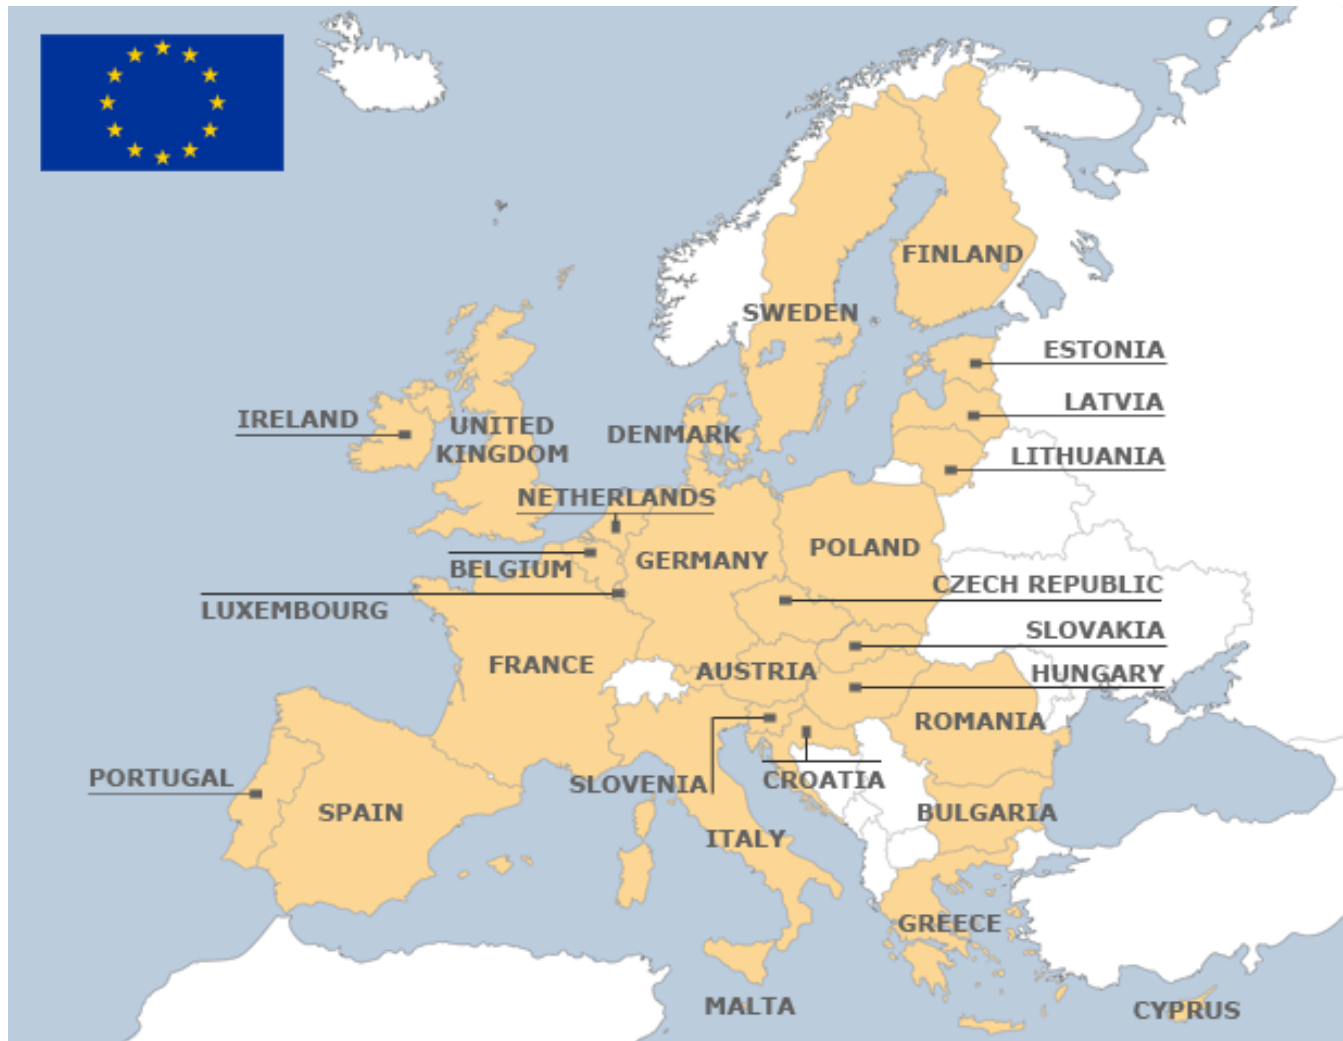 FINLAND
SWEDEN
ESTONIA
LATVIA
IRELAND
UNITED
KINGDOM
DENMARK
LITHUANIA
NETHERLANDS
POLAND
BELGIUM
GERMANY
CZECH REPUBLIC
LUXEMBOURG
SLOVAKIA
FRANCE
AUSTRIA
HUNGARY
ROMANIA
PORTUGAL
SLOVENIA
CROATIA
SPAIN
BULGARIA
ITALY
GREECE
MALTA
CYPRUS